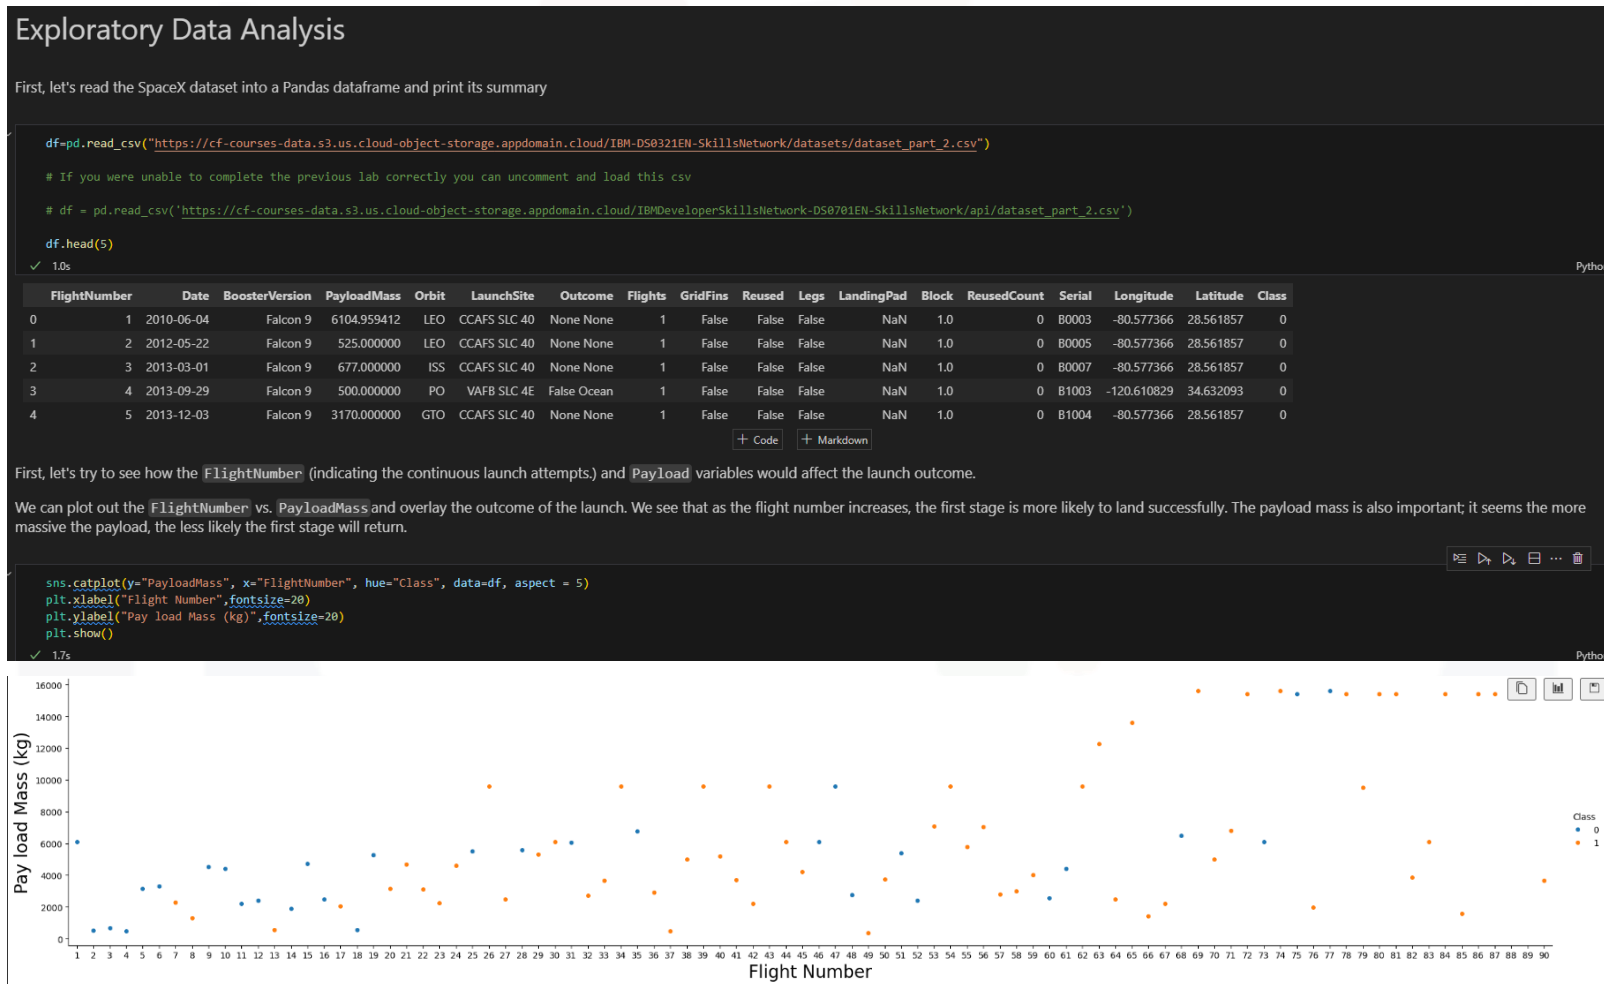 Exploratory Data Analysis
First, let's read the SpaceX dataset into a Pandas dataframe and print its summary
df=pd.read_csv("https://cf-courses-data.s3.us.cloud-object-storage.appdomain.cloud/IBM-DS0321EN-SkillsNetwork/datasets/dataset_part_2.csv")
# If you were unable to complete the previous lab correctly you can uncomment and load this csv
# df = pd.read_csv('https://cf-courses-data.s3.us.cloud-object-storage.appdomain.cloud/IBMDeveloperSkillsNetwork-DS0701EN-SkillsNetwork/api/dataset_part_2.csv')
df.head(5)
1.0s
Pytho
FlightNumber Date BoosterVersion PayloadMass Orbit LaunchSite Outcome Flights GridFins Reused Legs LandingPad Block ReusedCount Serial Longitude Latitude Class
0 1 2010-06-04 Falcon 9 6104.959412 LEO CCAFS SLC 40 None None 1 False False False NaN 1.0 0 B0003 -80.577366 28.561857 0
1 2 2012-05-22 Falcon 9 525.000000 LEO CCAFS SLC 40 None None 1 False False False NaN 1.0 0 B0005 -80.577366 28.561857 0
2 3 2013-03-01 Falcon 9 677.000000 ISS CCAFS SLC 40 None None 1 False False False NaN 1.0 0 B0007 -80.577366 28.561857 0
3 4 2013-09-29 Falcon 9 500.000000 PO VAFB SLC 4E False Ocean 1 False False False NaN 1.0 0 B1003 -120.610829 34.632093 0
4 5 2013-12-03 Falcon 9 3170.000000 GTO CCAFS SLC 40 None None 1 False False False NaN 1.0 0 B1004 -80.577366 28.561857 0
+ Code + Markdown
First, let's try to see how the FlightNumber (indicating the continuous launch attempts.) and Payload variables would affect the launch outcome.
We can plot out the FlightNumber vs. PayloadMass and overlay the outcome of the launch. We see that as the flight number increases, the first stage is more likely to land successfully. The payload mass is also important; it seems the more
massive the payload, the less likely the first stage will return.
sns.catplot(y="PayloadMass", x="FlightNumber", hue="Class", data=df, aspect = 5)
plt.xlabel("Flight Number",fontsize=20)
plt.ylabel("Pay load Mass (kg)",fontsize=20)
plt.show()
1.7s
Pytho
16000
14000
12000
10000
8000
6000
4000
2000
0
Pay load Mass (kg)
Class
0
1
1 2 3 4 5 6 7 8 9 10 11 12 13 14 15 16 17 18 19 20 21 22 23 24 25 26 27 28 29 30 31 32 33 34 35 36 37 38 39 40 41 42 43 44 45 46 47 48 49 50 51 52 53 54 55 56 57 58 59 60 61 62 63 64 65 66 67 68 69 70 71 72 73 74 75 76 77 78 79 80 81 82 83 84 85 86 87 88 89 90
Flight Number